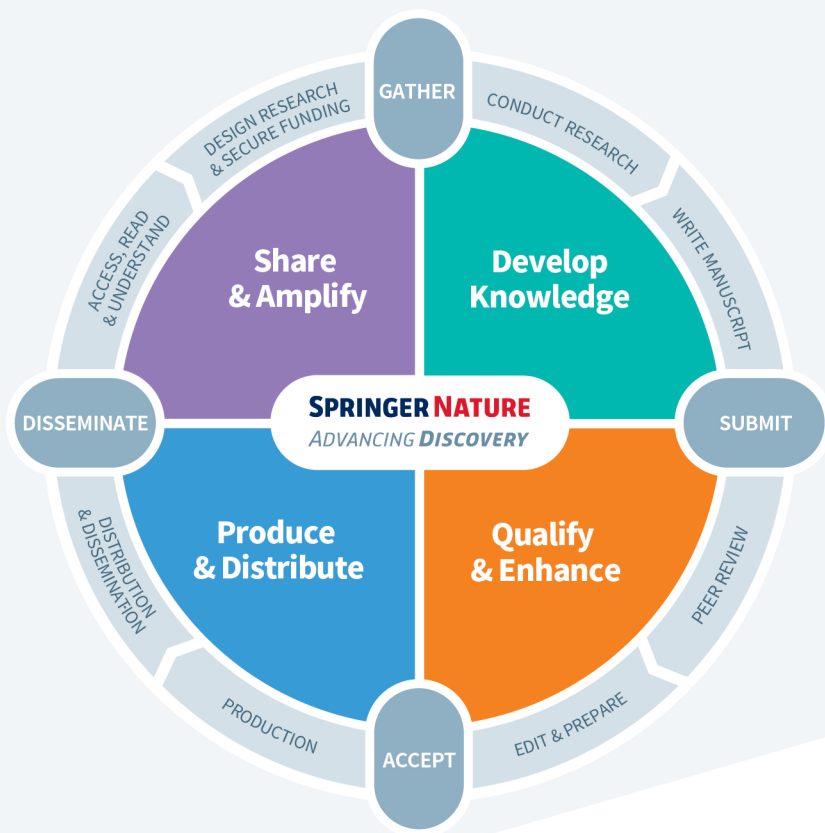 GATHER
CONDUCT RESEARCH
WRITE MANUSCRIPT
SUBMIT
PEER REVIEW
EDIT & PREPARE
ACCEPT
PRODUCTION
DISTRIBUTION
& DISSEMINATION
DISSEMINATE
ACCESS, READ
& UNDERSTAND
DESIGN RESEARCH
& SECURE FUNDING
Share
& Amplify
Develop
Knowledge
SPRINGER NATURE
ADVANCING DISCOVERY
Produce
& Distribute
Qualify
& Enhance